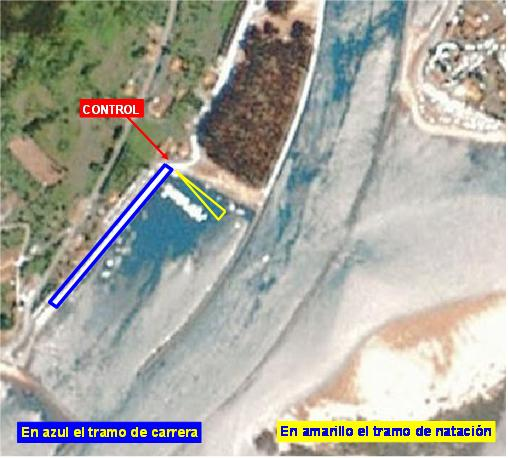 CONTROL
En azul el tramo de carrera
En amarillo el tramo de natación